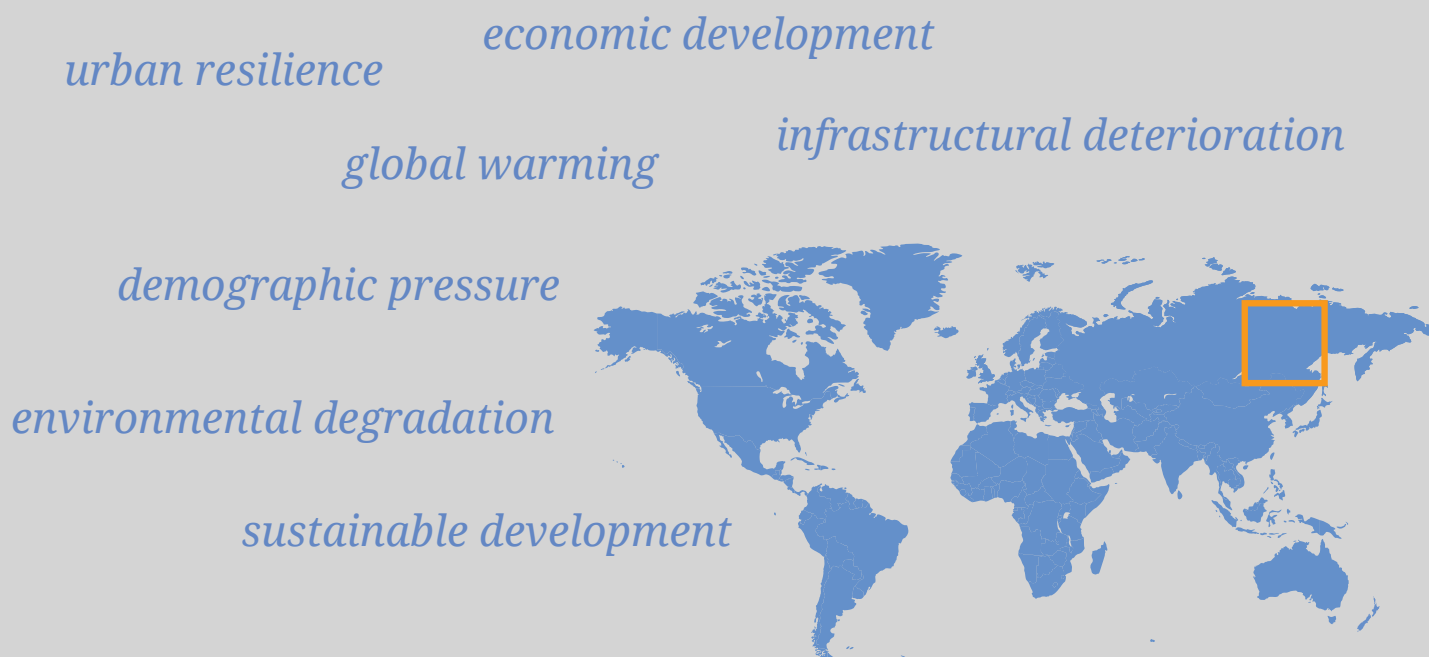 economic development
urban resilience
infrastructural deterioration
global warming
demographic pressure
environmental degradation
sustainable development